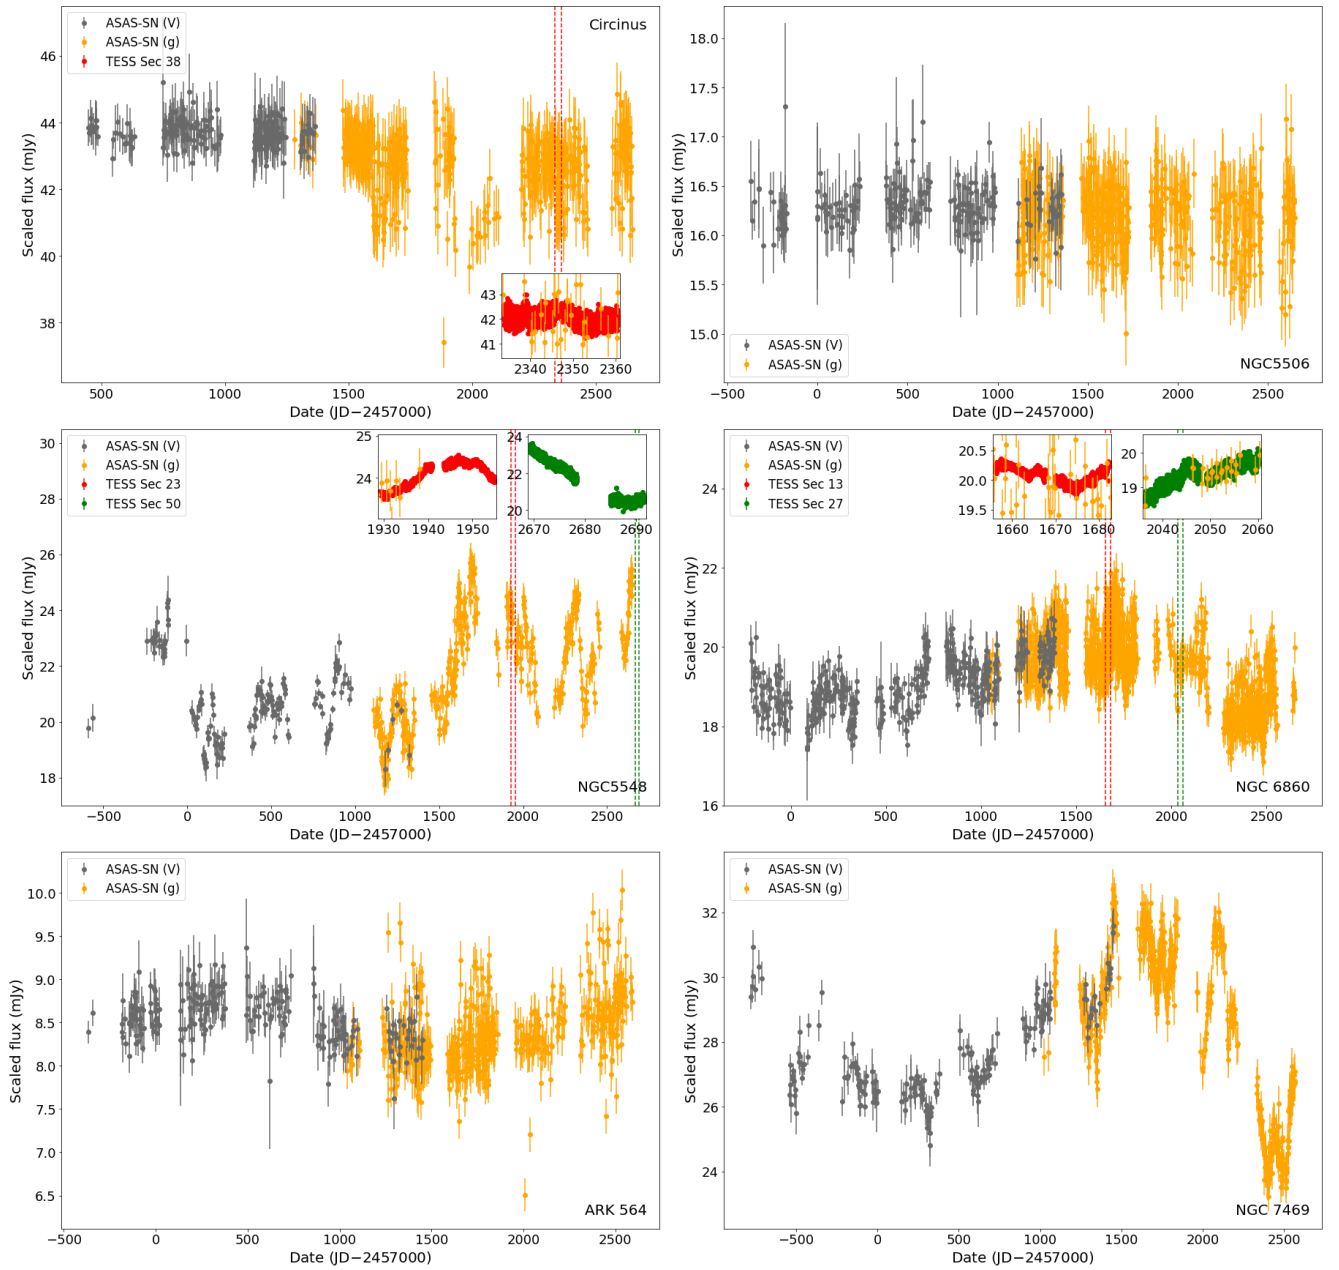 Circinus
ASAS-SN (V)
ASAS-SN (g)
TESS Sec 38
46
44
42
40
38
Scaled flux (mJy)
43
42
41
2340 2350 2360
500 1000 1500 2000 2500
Date (JD−2457000)
18.0
17.5
17.0
16.5
16.0
15.5
15.0
Scaled flux (mJy)
ASAS-SN (V)
ASAS-SN (g)
NGC5506
−500 0 500 1000 1500 2000 2500
Date (JD−2457000)
ASAS-SN (V)
ASAS-SN (g)
TESS Sec 23
TESS Sec 50
25
24
1930 1940 1950
24
22
20
2670 2680 2690
30
28
26
24
22
20
18
Scaled flux (mJy)
NGC5548
−500 0 500 1000 1500 2000 2500
Date (JD−2457000)
ASAS-SN (V)
ASAS-SN (g)
TESS Sec 13
TESS Sec 27
20.5
20.0
19.5
1660 1670 1680
20
19
2040 2050 2060
24
22
20
18
16
Scaled flux (mJy)
NGC 6860
0 500 1000 1500 2000 2500
Date (JD−2457000)
ASAS-SN (V)
ASAS-SN (g)
10.0
9.5
9.0
8.5
8.0
7.5
7.0
6.5
Scaled flux (mJy)
ARK 564
−500 0 500 1000 1500 2000 2500
Date (JD−2457000)
ASAS-SN (V)
ASAS-SN (g)
32
30
28
26
24
Scaled flux (mJy)
NGC 7469
−500 0 500 1000 1500 2000 2500
Date (JD−2457000)